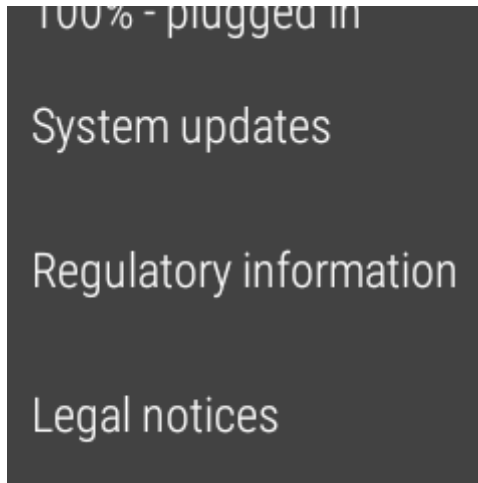 100% - plugged in
System updates
Regulatory information
Legal notices